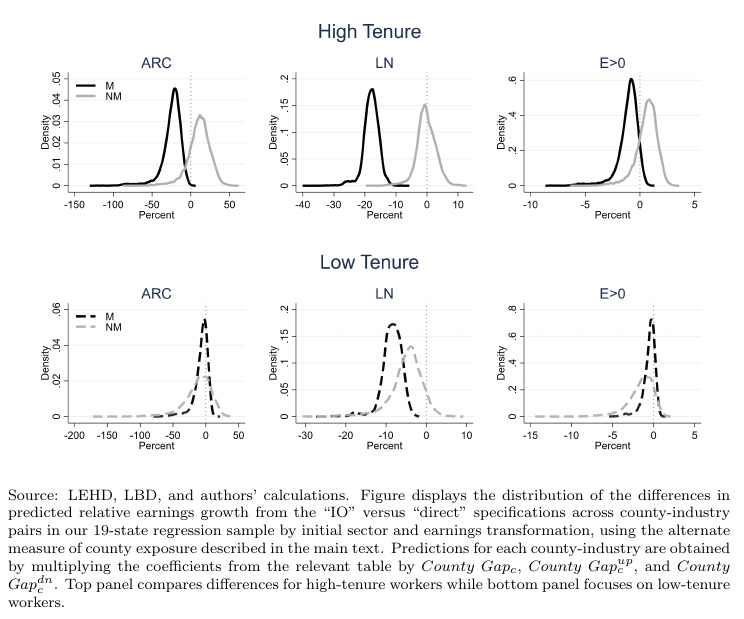 High Tenure
ARC
LN
E>0
M
NM
Density
0 .01 .02 .03 .04 .05
-150 -100 -50 0 50
Percent
Density
0 .05 .1 .15 .2
-40 -30 -20 -10 0 10
Percent
Density
0 .2 .4 .6
-10 -5 0 5
Percent
Low Tenure
ARC
LN
E>0
M
NM
Density
0 .02 .04 .06
-200 -150 -100 -50 0 50
Percent
Density
0 .05 .1 .15 .2
-30 -20 -10 0 10
Percent
Density
0 .2 .4 .6 .8
-15 -10 -5 0 5
Percent
Source: LEHD, LBD, and authors' calculations. Figure displays the distribution of the differences in
predicted relative earnings growth from the “IO” versus “direct” specifications across county-industry
pairs in our 19-state regression sample by initial sector and earnings transformation, using the alternate
measure of county exposure described in the main text. Predictions for each county-industry are obtained
by multiplying the coefficients from the relevant table by County Gap_c, County Gap_c^up, and County
Gap_c^dn. Top panel compares differences for high-tenure workers while bottom panel focuses on low-tenure
workers.